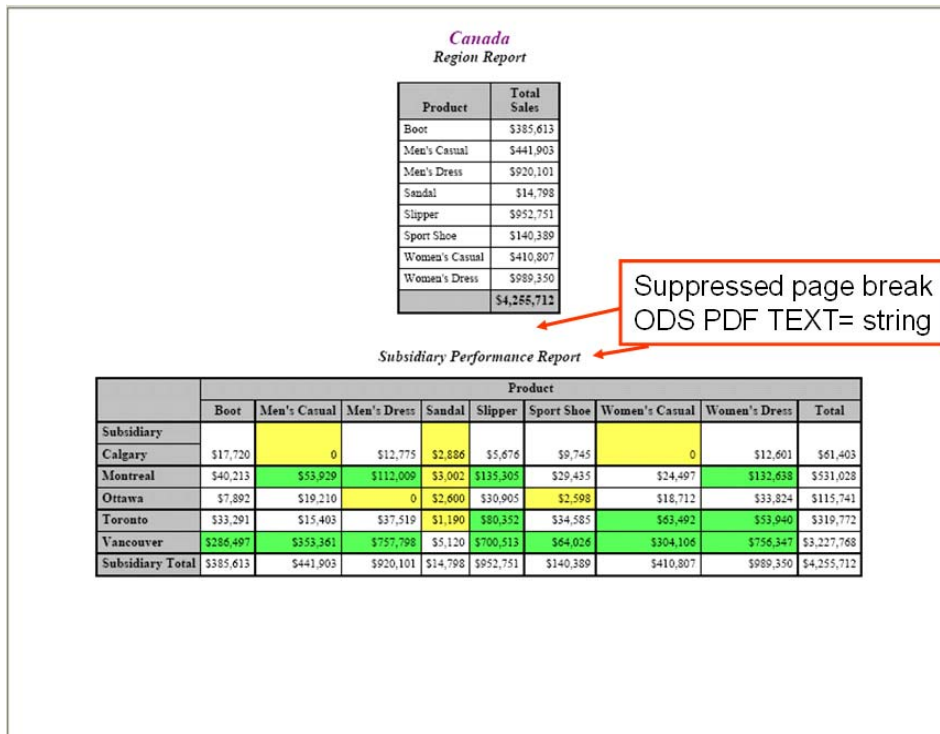 Canada
Region Report
Product Total Sales
Boot $385,613
Men's Casual $441,903
Men's Dress $920,101
Sandal $14,798
Slipper $952,751
Sport Shoe $140,389
Women's Casual $410,807
Women's Dress $989,350
$4,255,712
Suppressed page break
ODS PDF TEXT= string
Subsidiary Performance Report
Product
Boot Men's Casual Men's Dress Sandal Slipper Sport Shoe Women's Casual Women's Dress Total
Subsidiary
Calgary $17,720 0 $12,775 $2,886 $5,676 $9,745 0 $12,601 $61,403
Montreal $40,213 $53,929 $112,009 $3,002 $135,305 $29,435 $24,497 $132,638 $531,028
Ottawa $7,892 $19,210 0 $2,600 $30,905 $2,598 $18,712 $33,824 $115,741
Toronto $33,291 $15,403 $37,519 $1,190 $80,352 $34,585 $63,492 $53,940 $319,772
Vancouver $286,497 $353,361 $757,798 $5,120 $700,513 $64,026 $304,106 $756,347 $3,227,768
Subsidiary Total $385,613 $441,903 $920,101 $14,798 $952,751 $140,389 $410,807 $989,350 $4,255,712